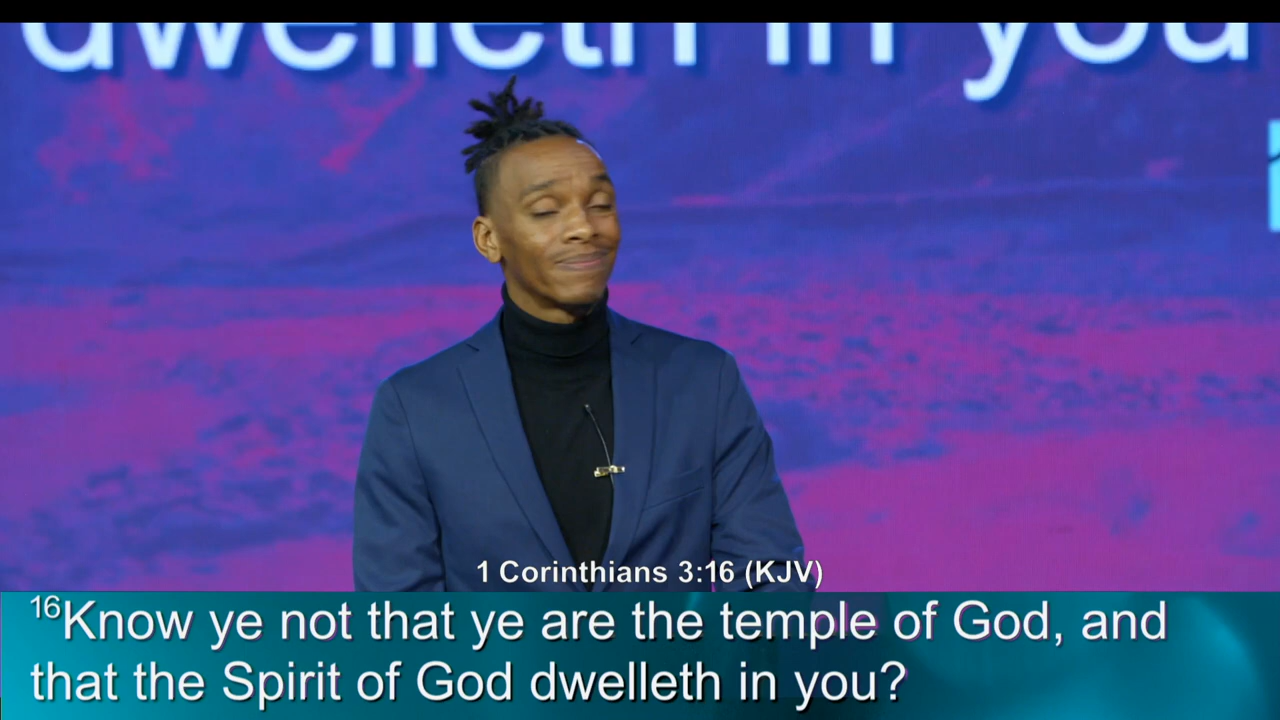 dwelleth in you
1 Corinthians 3:16 (KJV)
16Know ye not that ye are the temple of God, and
that the Spirit of God dwelleth in you?